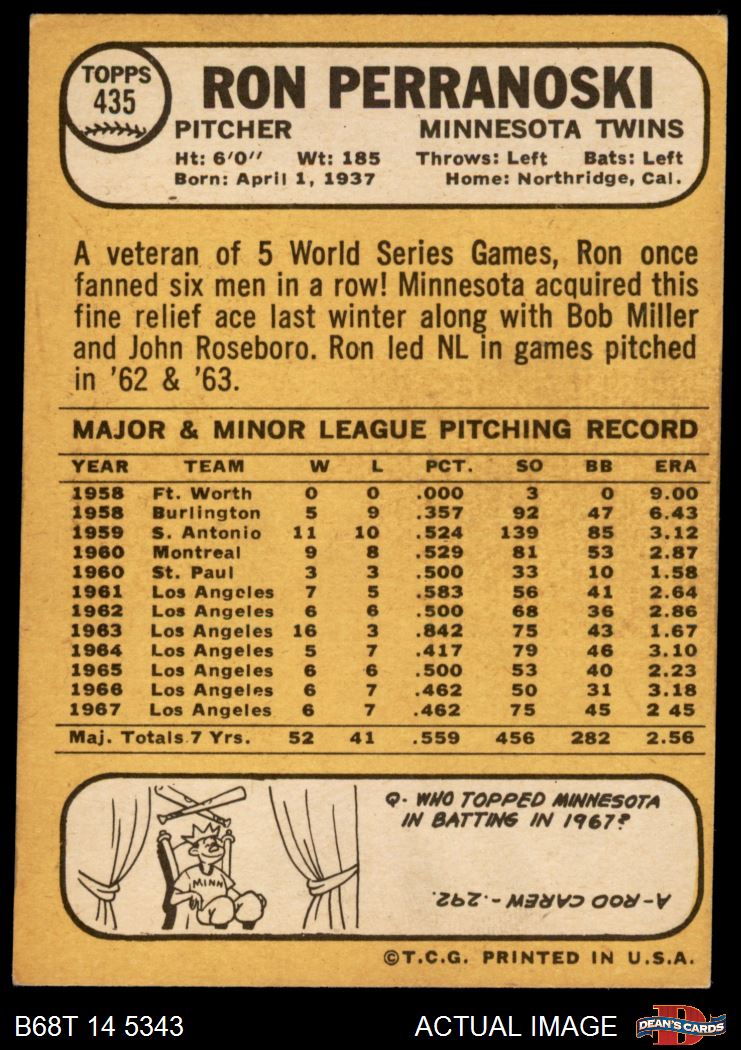 TOPPS
435
RON PERRANOSKI
PITCHER MINNESOTA TWINS
Ht: 6'0" Wt: 185 Throws: Left Bats: Left
Born: April 1, 1937 Home: Northridge, Cal.
A veteran of 5 World Series Games, Ron once
fanned six men in a row! Minnesota acquired this
fine relief ace last winter along with Bob Miller
and John Roseboro. Ron led NL in games pitched
in '62 & '63.
MAJOR & MINOR LEAGUE PITCHING RECORD
YEAR TEAM W L PCT. SO BB ERA
1958 Ft. Worth 0 0 .000 3 0 9.00
1958 Burlington 5 9 .357 92 47 6.43
1959 S. Antonio 11 10 .524 139 85 3.12
1960 Montreal 9 8 .529 81 53 2.87
1960 St. Paul 3 3 .500 33 10 1.58
1961 Los Angeles 7 5 .583 56 41 2.64
1962 Los Angeles 6 6 .500 68 36 2.86
1963 Los Angeles 16 3 .842 75 43 1.67
1964 Los Angeles 5 7 .417 79 46 3.10
1965 Los Angeles 6 6 .500 53 40 2.23
1966 Los Angeles 6 7 .462 50 31 3.18
1967 Los Angeles 6 7 .462 75 45 2 45
Maj. Totals 7 Yrs. 52 41 .559 456 282 2.56
MINN
Q- WHO TOPPED MINNESOTA
IN BATTING IN 1967?
A-ROD CAREW-.292.
©T.C.G. PRINTED IN U.S.A.
B68T 14 5343 ACTUAL IMAGE
D
DEAN'S CARDS